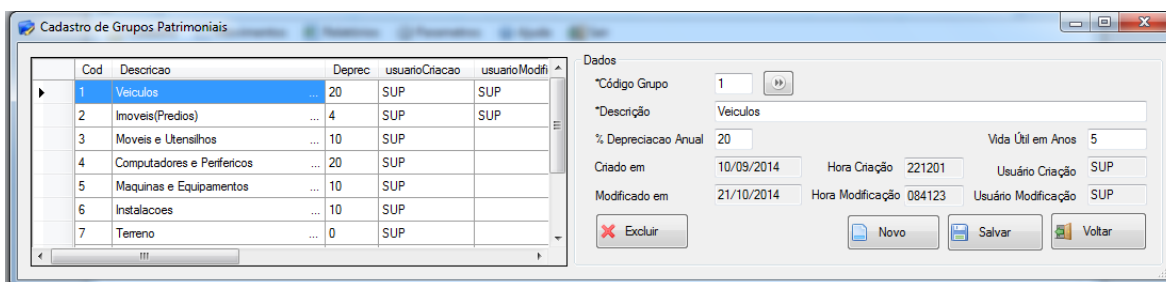 Cadastro de Grupos Patrimoniais
Relatórios Parametros Ajuda Sair
Cod Descricao Deprec usuarioCriacao usuarioModifi
1 Veiculos ... 20 SUP SUP
2 Imoveis(Predios) ... 4 SUP SUP
3 Moveis e Utensilhos ... 10 SUP
4 Computadores e Perifericos ... 20 SUP
5 Maquinas e Equipamentos ... 10 SUP
6 Instalacoes ... 10 SUP
7 Terreno ... 0 SUP
Dados
*Código Grupo 1
*Descrição Veiculos
% Depreciacao Anual 20 Vida Útil em Anos 5
Criado em 10/09/2014 Hora Criação 221201 Usuário Criação SUP
Modificado em 21/10/2014 Hora Modificação 084123 Usuário Modificação SUP
Excluir Novo Salvar Voltar